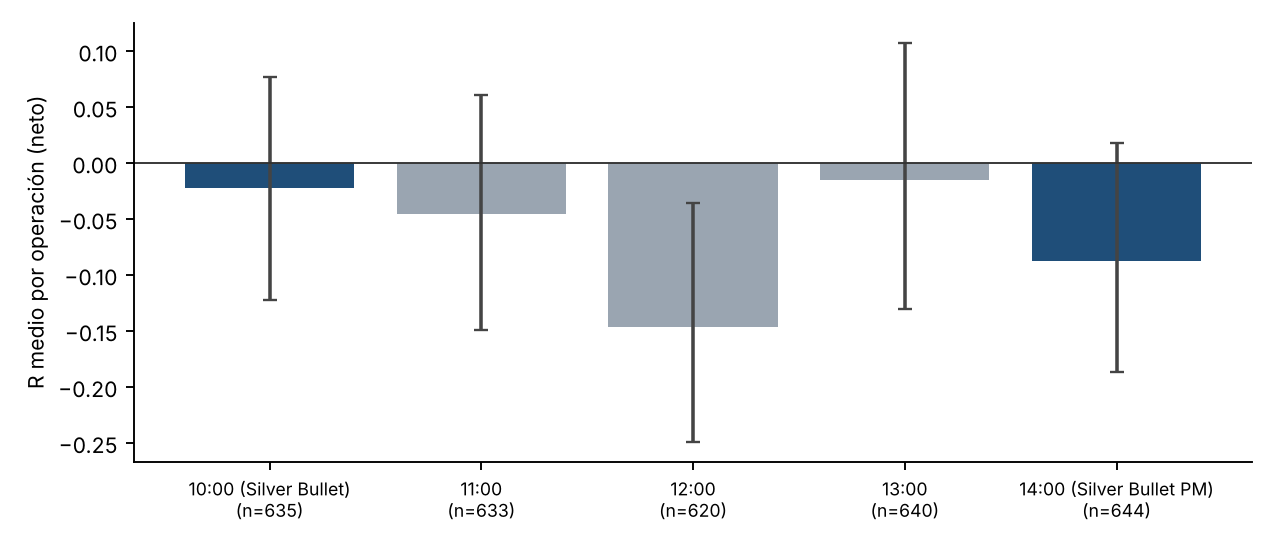 R medio por operación (neto)
0.10
0.05
0.00
−0.05
−0.10
−0.15
−0.20
−0.25
10:00 (Silver Bullet)
(n=635)
11:00
(n=633)
12:00
(n=620)
13:00
(n=640)
14:00 (Silver Bullet PM)
(n=644)